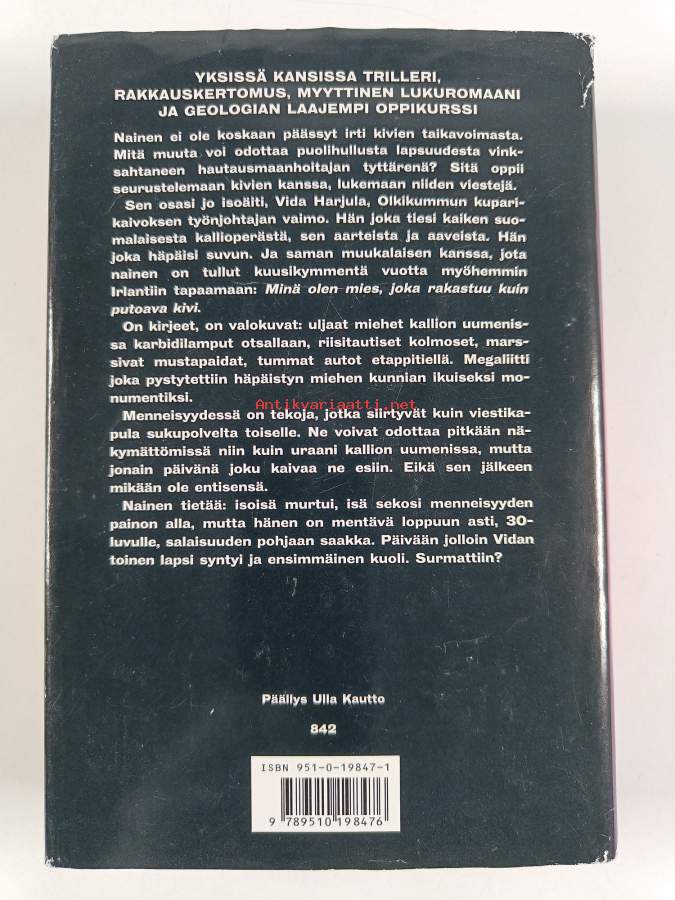 YKSISSÄ KANSISSA TRILLERI,
RAKKAUSKERTOMUS, MYYTTINEN LUKUROMAANI
JA GEOLOGIAN LAAJEMPI OPPIKURSSI
Nainen ei ole koskaan päässyt irti kivien taikavoimasta.
Mitä muuta voi odottaa puolihullusta lapsuudesta vink-
sahtaneen hautausmaanhoitajan tyttärenä? Sitä oppii
seurustelemaan kivien kanssa, lukemaan niiden viestejä.
Sen osasi jo isoäiti, Vida Harjula, Olkikummun kupari-
kaivoksen työnjohtajan vaimo. Hän joka tiesi kaiken suo-
malaisesta kallioperästä, sen aarteista ja aaveista. Hän
joka häpäisi suvun. Ja saman muukalaisen kanssa, jota
nainen on tullut kuusikymmentä vuotta myöhemmin
Irlantiin tapaamaan: Minä olen mies, joka rakastuu kuin
putoava kivi.
On kirjeet, on valokuvat: uljaat miehet kallion uumenis-
sa karbidilamput otsallaan, riisitautiset kolmoset, mars-
sivat mustapaidat, tummat autot etappitiellä. Megaliitti
joka pystytettiin häpäistyn miehen kunnian ikuiseksi mo-
numentiksi.
Antikvariaatti.net
Menneisyydessä on tekoja, jotka siirtyvät kuin viestika-
pula sukupolvelta toiselle. Ne voivat odottaa pitkään nä-
kymättömissä niin kuin uraani kallion uumenissa, mutta
jonain päivänä joku kaivaa ne esiin. Eikä sen jälkeen
mikään ole entisensä.
Nainen tietää: isoisä murtui, isä sekosi menneisyyden
painon alla, mutta hänen on mentävä loppuun asti, 30-
luvulle, salaisuuden pohjaan saakka. Päivään jolloin Vidan
toinen lapsi syntyi ja ensimmäinen kuoli. Surmattiin?
Päällys Ulla Kautto
842
ISBN 951-0-19847-1
9 789510 198476